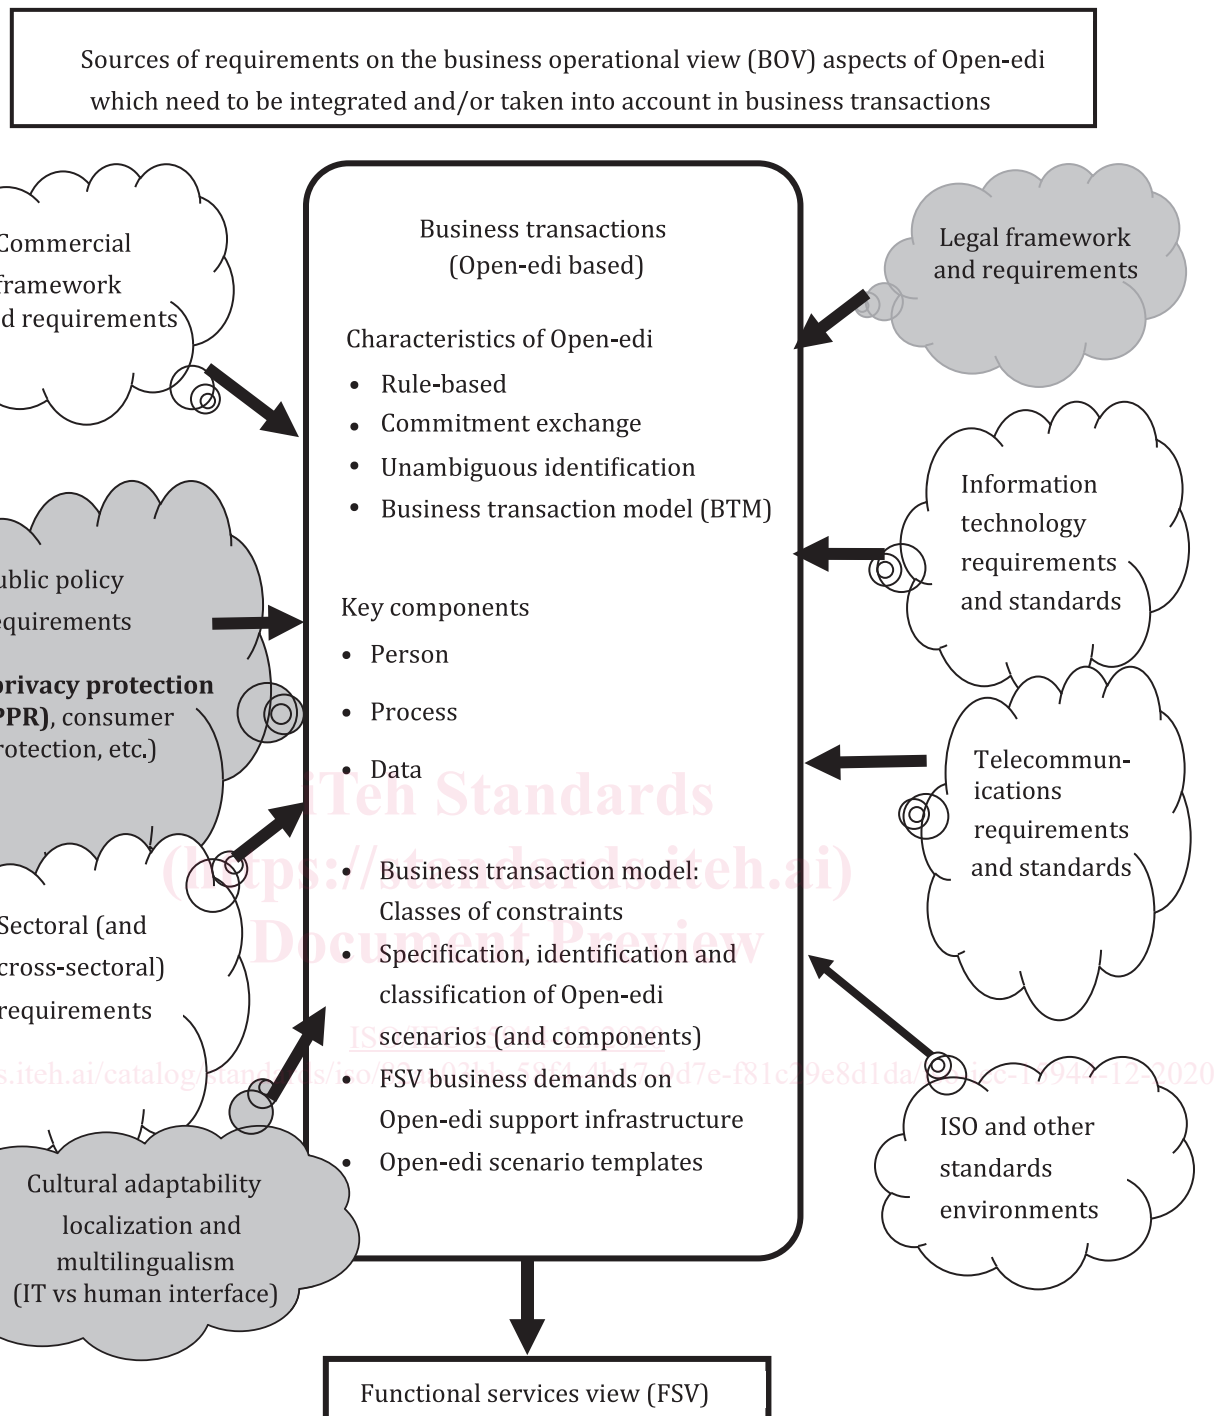 Sources of requirements on the business operational view (BOV) aspects of Open-edi
which need to be integrated and/or taken into account in business transactions
Commercial
framework
d requirements
ublic policy
equirements
privacy protection
PPR), consumer
rotection, etc.)
Sectoral (and
cross-sectoral)
requirements
Cultural adaptability
localization and
multilingualism
(IT vs human interface)
Business transactions
(Open-edi based)
Characteristics of Open-edi
• Rule-based
• Commitment exchange
• Unambiguous identification
• Business transaction model (BTM)
Key components
• Person
• Process
• Data
• Business transaction model:
Classes of constraints
• Specification, identification and
classification of Open-edi
scenarios (and components)
• FSV business demands on
Open-edi support infrastructure
• Open-edi scenario templates
Legal framework
and requirements
Information
technology
requirements
and standards
Telecommun-
ications
requirements
and standards
ISO and other
standards
environments
Functional services view (FSV)
iTeh Standards
(https://standards.iteh.ai)
Document Preview